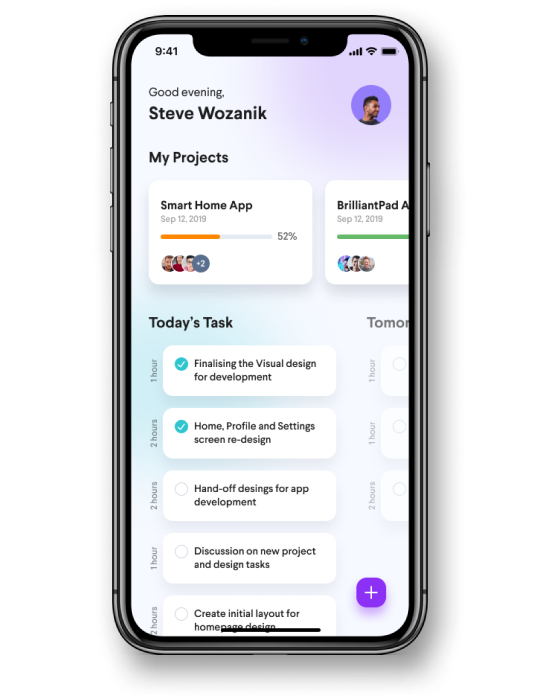 9:41
Good evening,
Steve Wozanik
My Projects
Smart Home App
Sep 12, 2019
52%
+2
BrilliantPad A
Sep 12, 2019
Today's Task
Tomor
1 hour
Finalising the Visual design
for development
1 hour
2 hours
Home, Profile and Settings
screen re-design
1 hour
2 hours
Hand-off desings for app
development
2 hours
1 hour
Discussion on new project
and design tasks
2 hours
Create initial layout for
homepage design